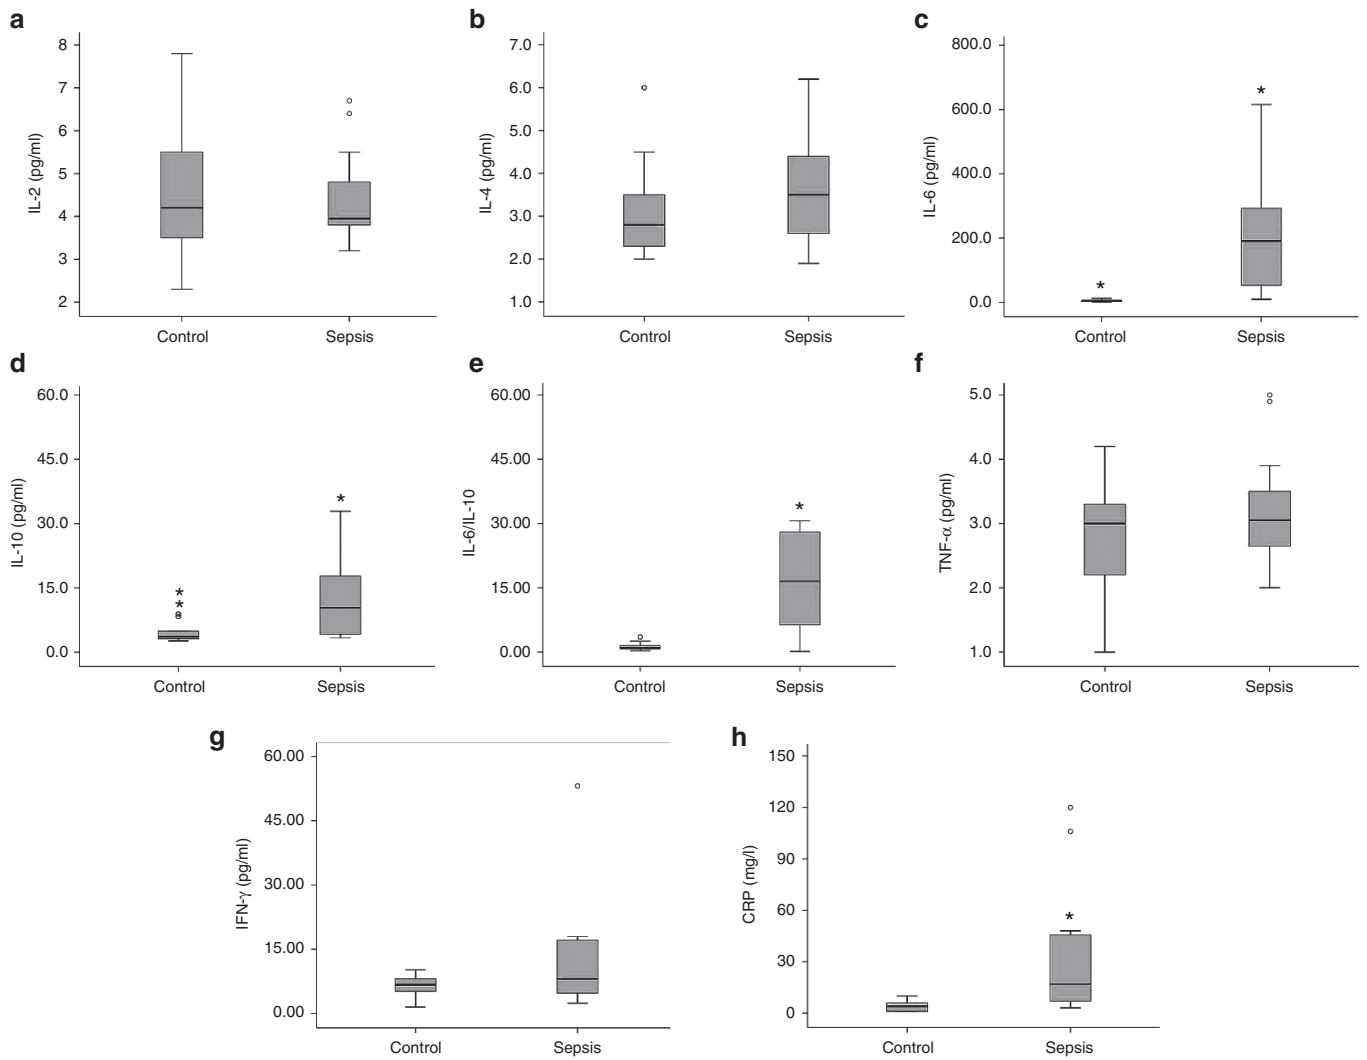 a
IL-2 (pg/ml)
8
7
6
5
4
3
2
Control
Sepsis
b
IL-4 (pg/ml)
7.0
6.0
5.0
4.0
3.0
2.0
1.0
Control
Sepsis
c
IL-6 (pg/ml)
800.0
600.0
400.0
200.0
0.0
*
*
Control
Sepsis
d
IL-10 (pg/ml)
60.0
45.0
30.0
15.0
0.0
*
*
*
Control
Sepsis
e
IL-6/IL-10
60.00
45.00
30.00
15.00
0.00
*
Control
Sepsis
f
TNF-α (pg/ml)
5.0
4.0
3.0
2.0
1.0
Control
Sepsis
g
IFN-γ (pg/ml)
60.00
45.00
30.00
15.00
0.00
Control
Sepsis
h
CRP (mg/l)
150
120
90
60
30
0
*
Control
Sepsis